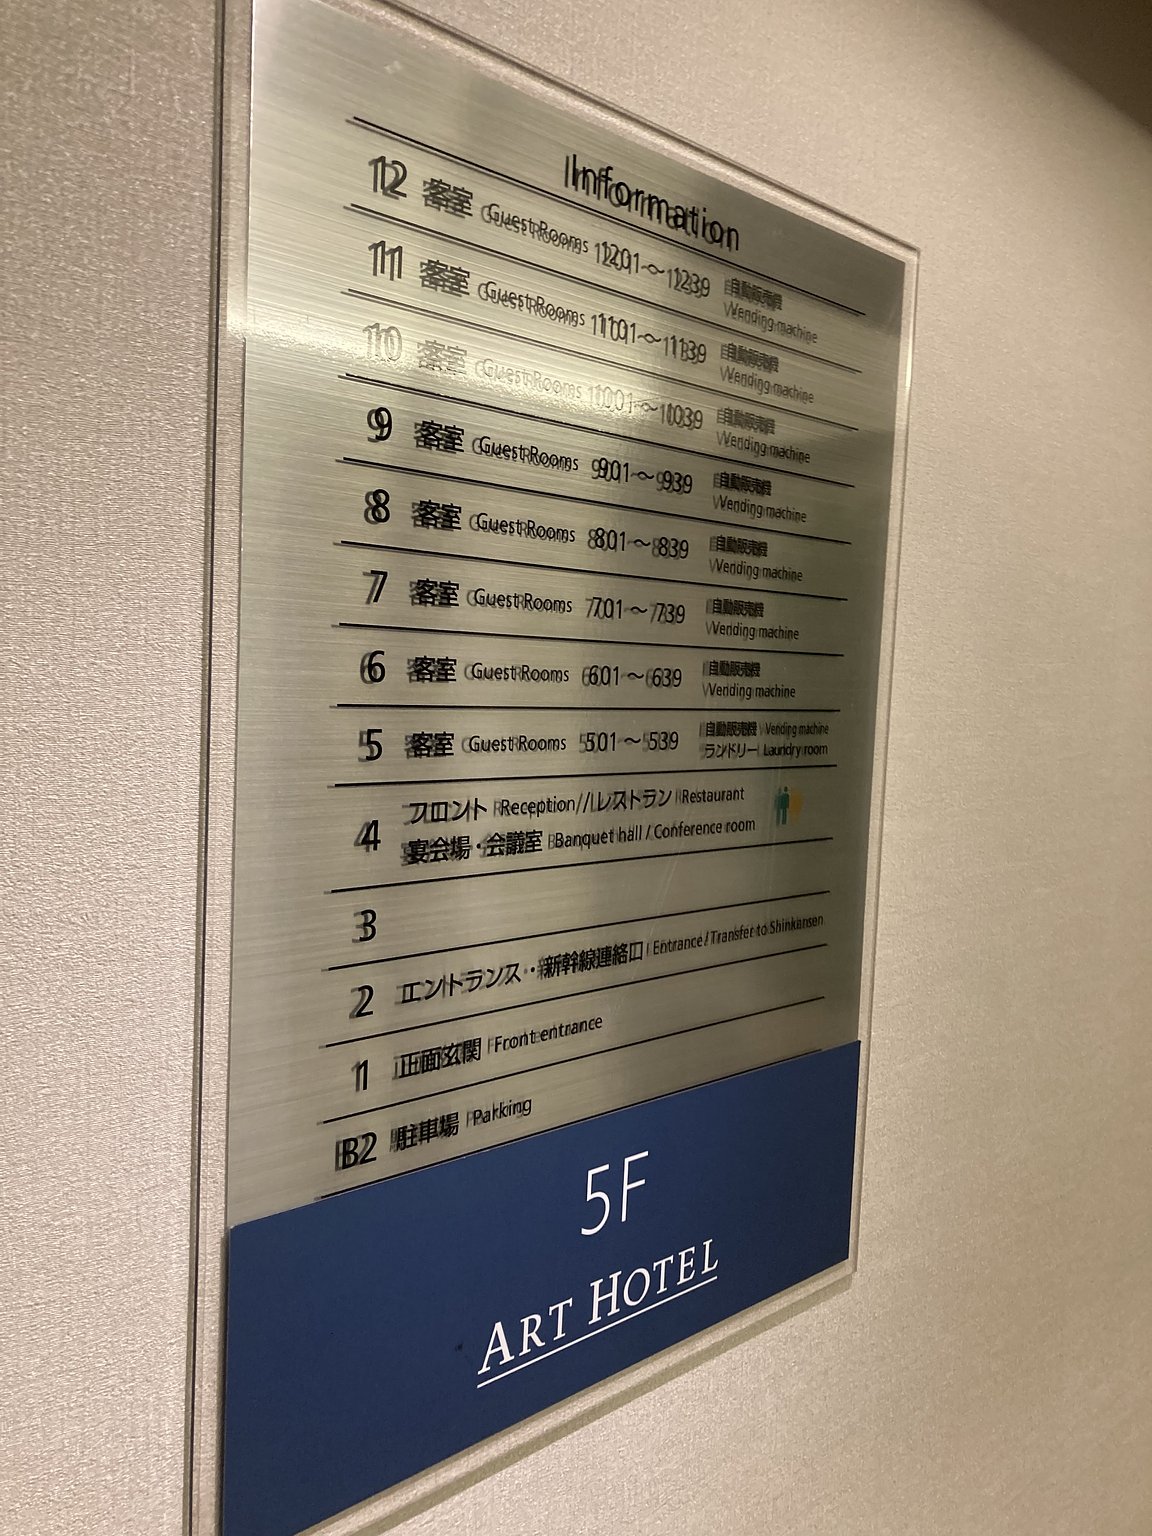 Information
12 客室 Guest Rooms 1201～1239 自動販売機 Vending machine
11 客室 Guest Rooms 1101～1139 自動販売機 Vending machine
10 客室 Guest Rooms 1001～1039 自動販売機 Vending machine
9 客室 Guest Rooms 901～939 自動販売機 Vending machine
8 客室 Guest Rooms 801～839 自動販売機 Vending machine
7 客室 Guest Rooms 701～739 自動販売機 Vending machine
6 客室 Guest Rooms 601～639 自動販売機 Vending machine
5 客室 Guest Rooms 501～539 自動販売機 Vending machine
ランドリー Laundry room
4 フロント Reception / レストラン Restaurant
宴会場・会議室 Banquet hall / Conference room
3
2 エントランス・新幹線連絡口 Entrance / Transfer to Shinkansen
1 正面玄関 Front entrance
B2 駐車場 Parking
5F
ART HOTEL